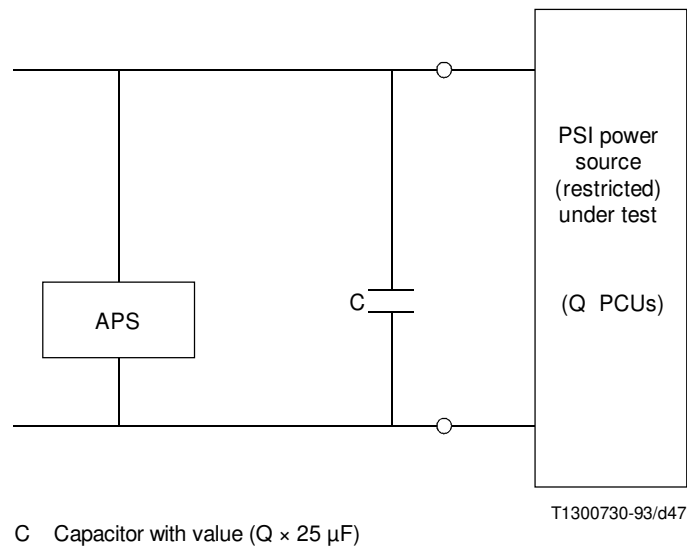 PSI power
source
(restricted)
under test
(Q PCUs)
C
APS
T1300730-93/d47
C Capacitor with value (Q × 25 µF)